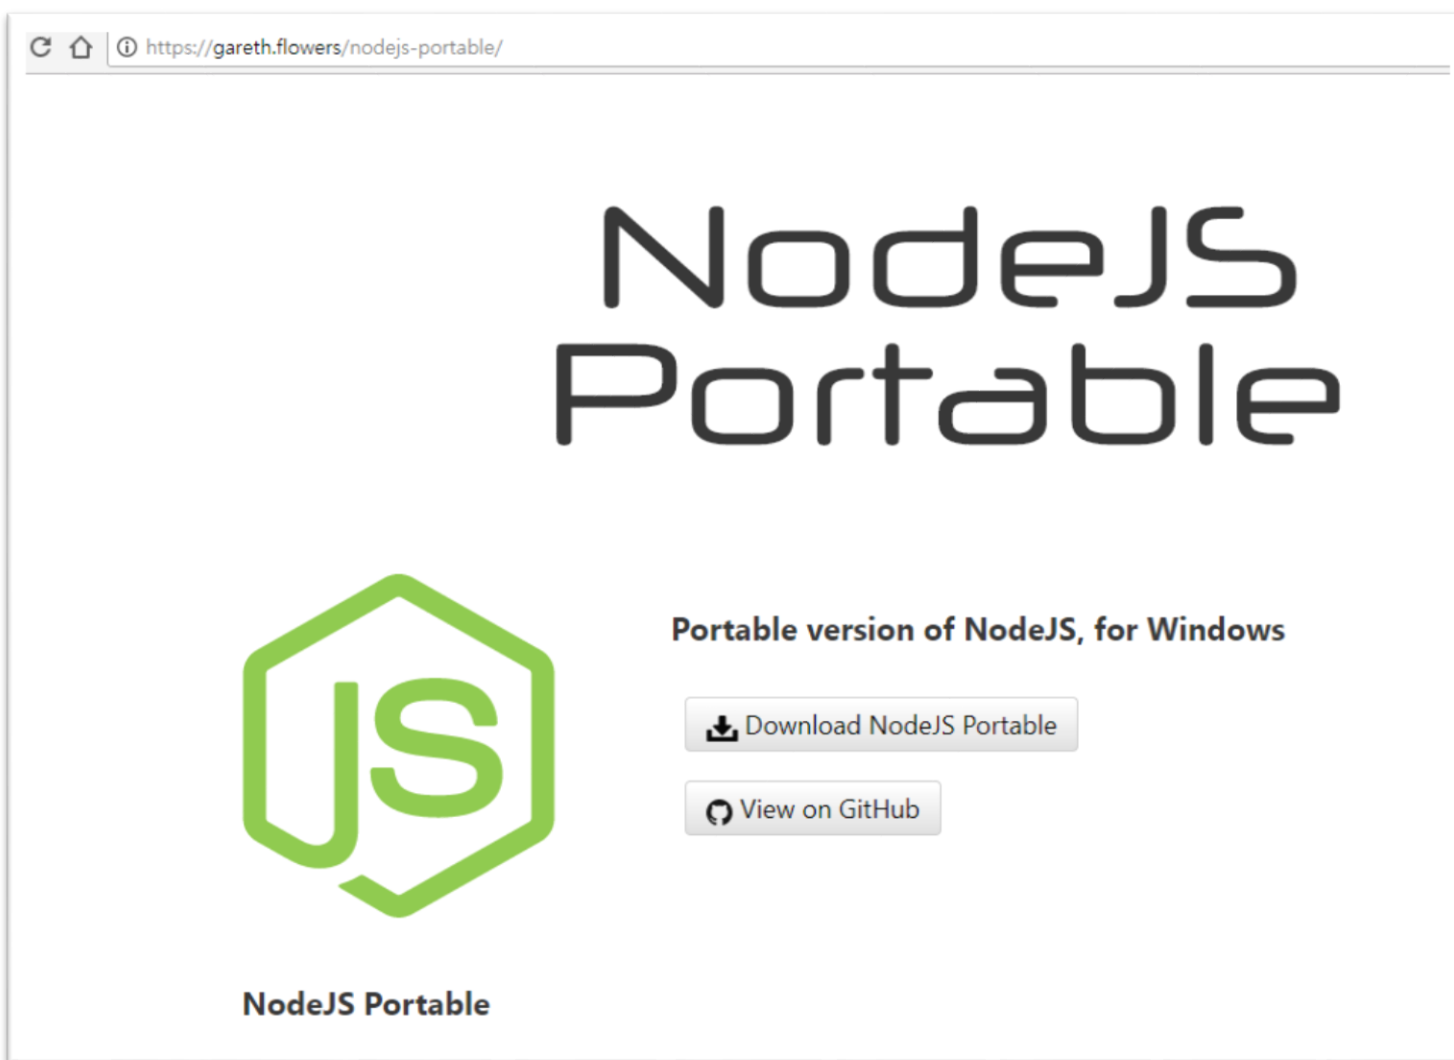 https://gareth.flowers/nodejs-portable/
NodeJS
Portable
JS
Portable version of NodeJS, for Windows
Download NodeJS Portable
View on GitHub
NodeJS Portable